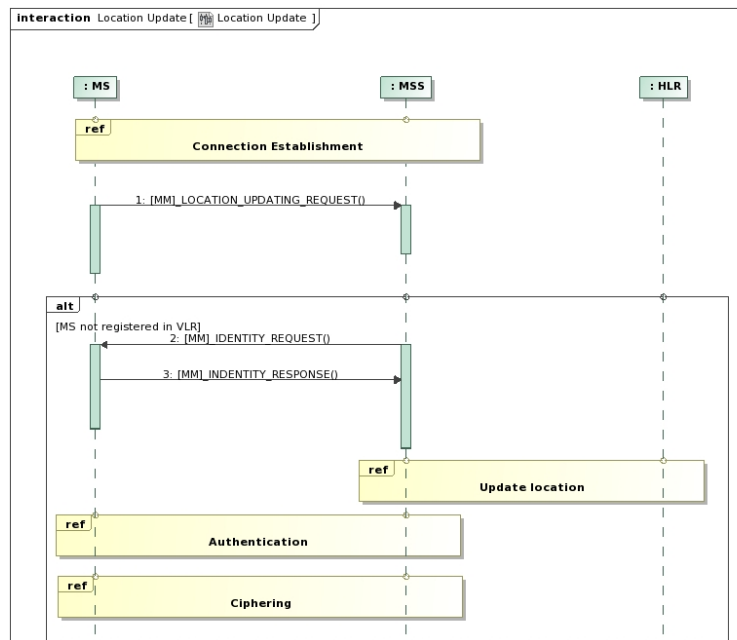 interaction Location Update [ Location Update ]
: MS
: MSS
: HLR
ref
Connection Establishment
1: [MM]_LOCATION_UPDATING_REQUEST()
alt
[MS not registered in VLR]
2: [MM]_IDENTITY_REQUEST()
3: [MM]_INDENTITY_RESPONSE()
ref
Update location
ref
Authentication
ref
Ciphering